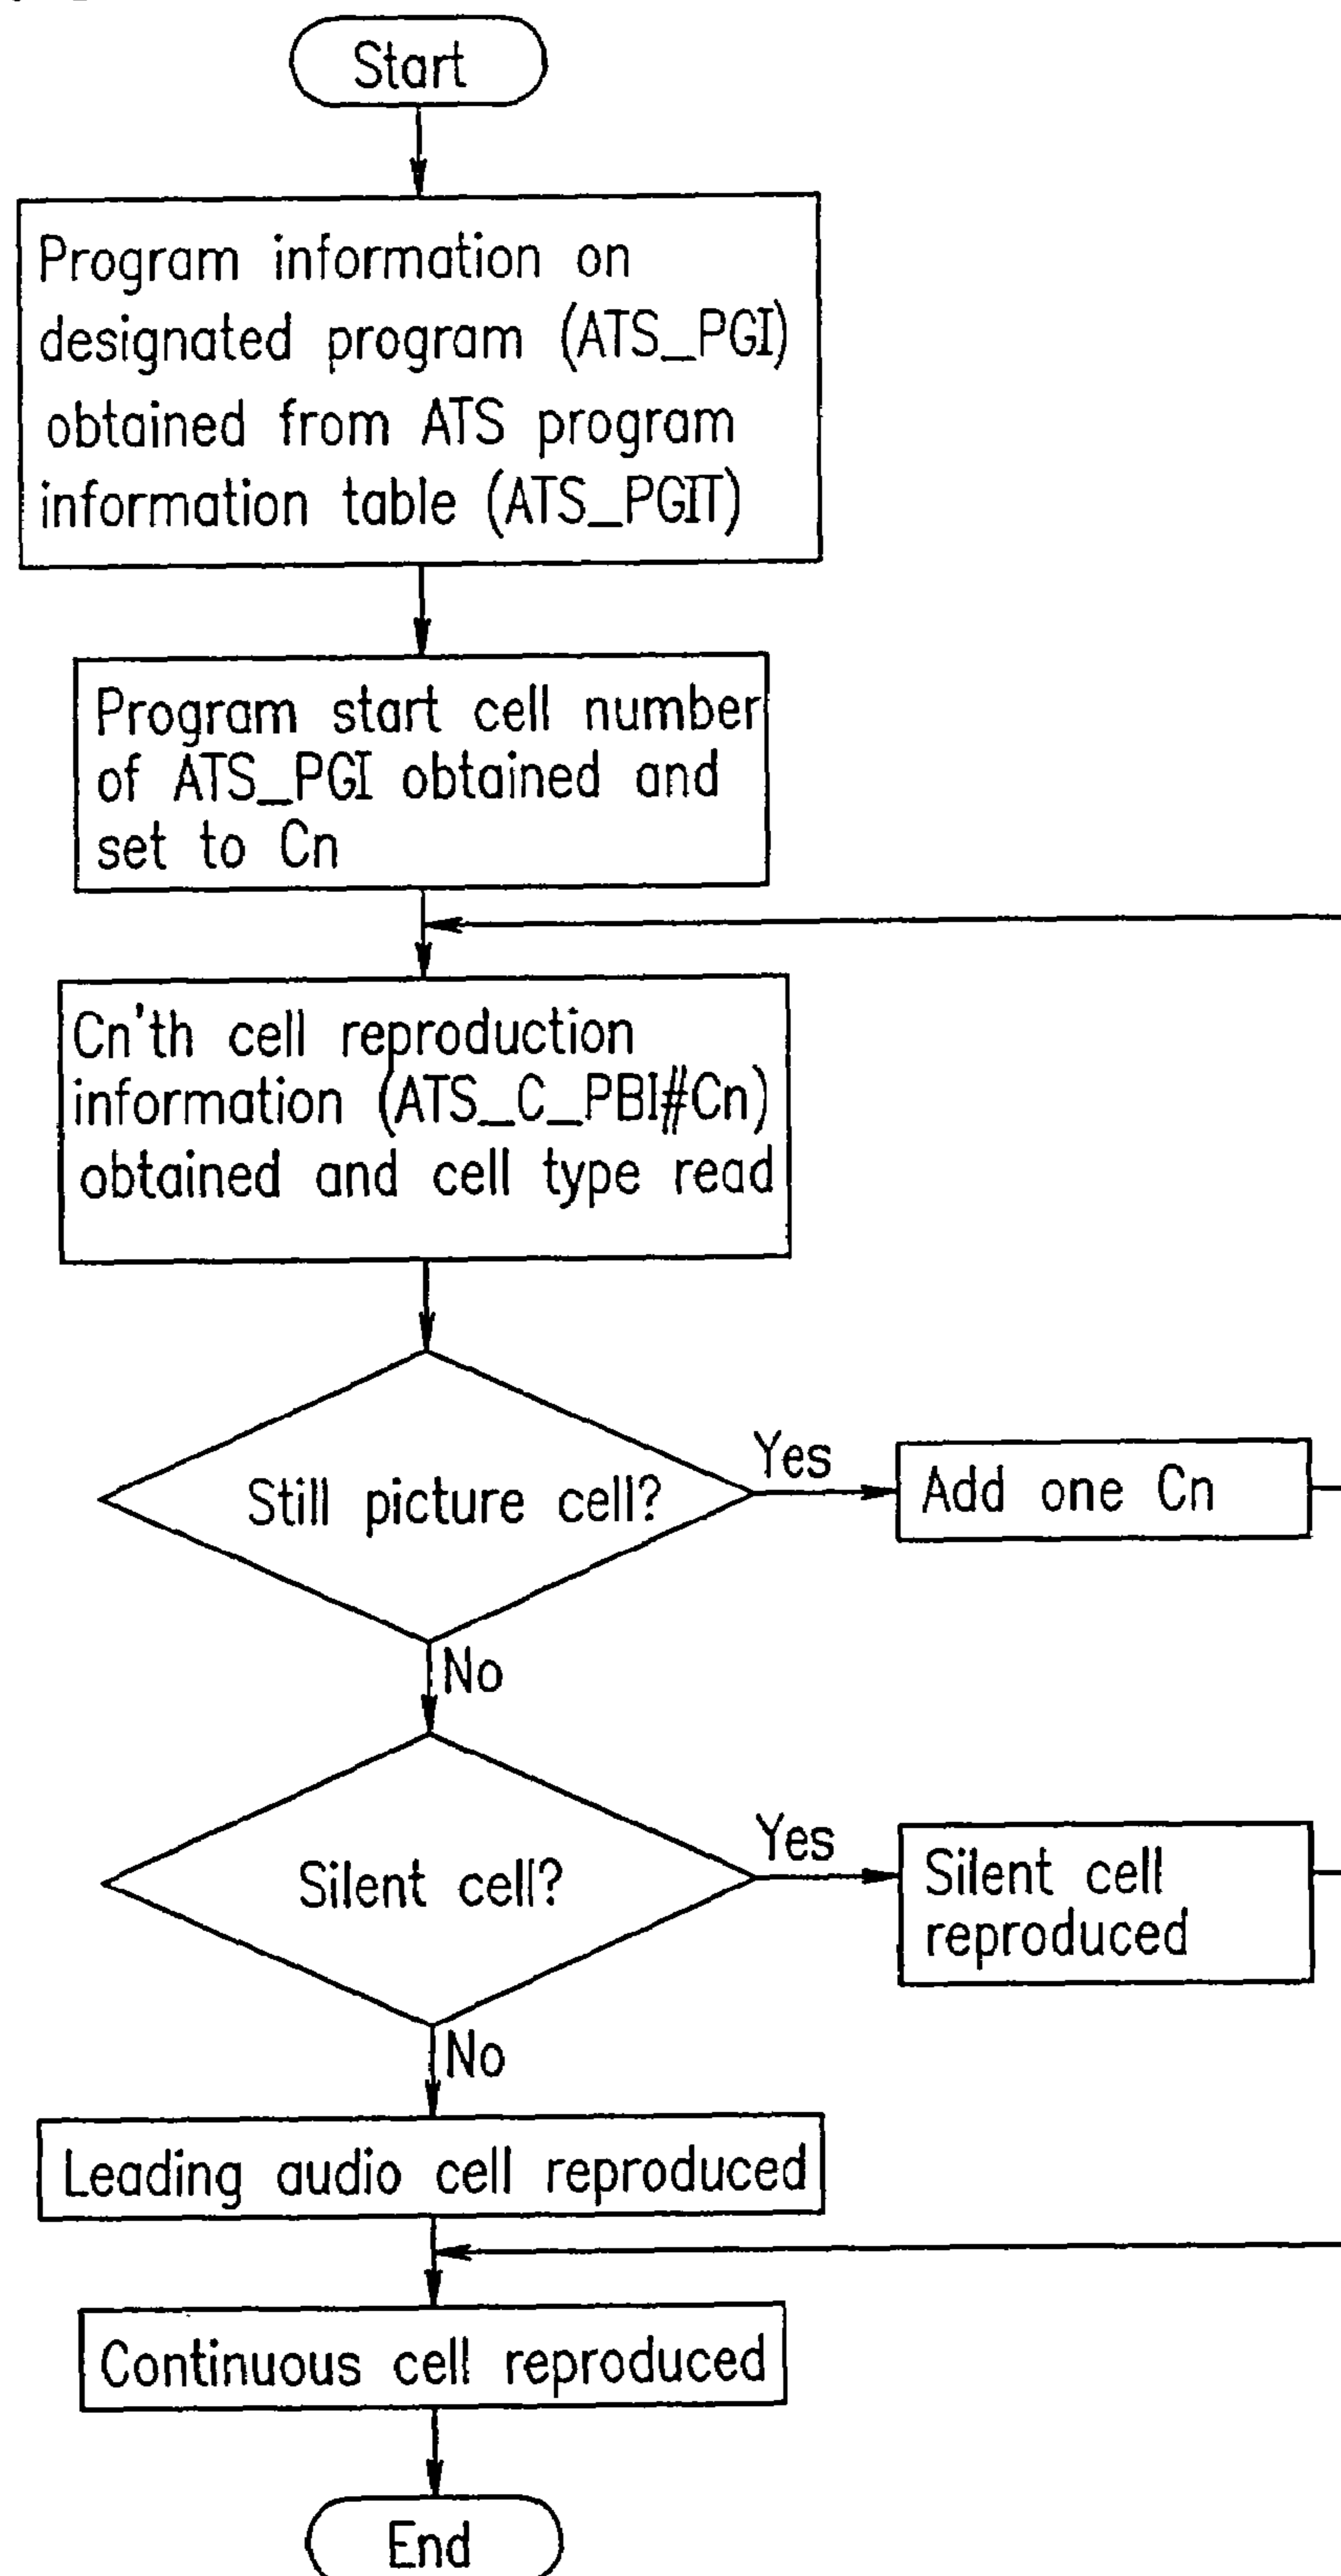 Start
Program information on
designated program (ATS_PGI)
obtained from ATS program
information table (ATS_PGIT)
Program start cell number
of ATS_PGI obtained and
set to Cn
Cn'th cell reproduction
information (ATS_C_PBI#Cn)
obtained and cell type read
Still picture cell?
Yes
Add one Cn
No
Silent cell?
Yes
Silent cell
reproduced
No
Leading audio cell reproduced
Continuous cell reproduced
End